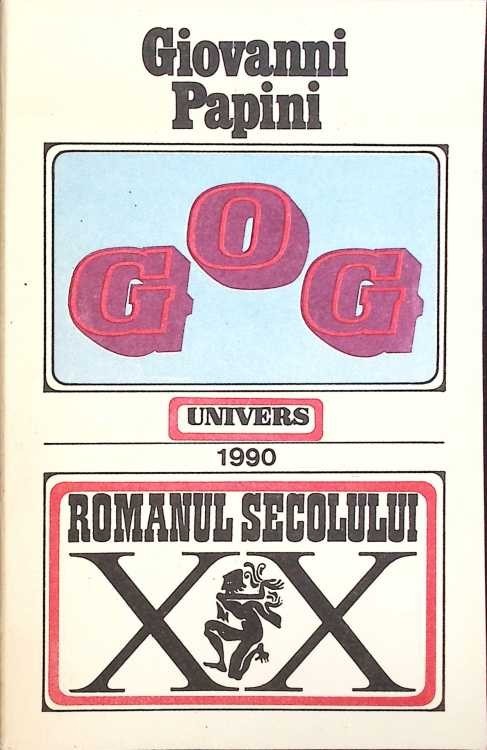 Giovanni
Papini
GOG
UNIVERS
1990
ROMANUL SECOLULUI
XX